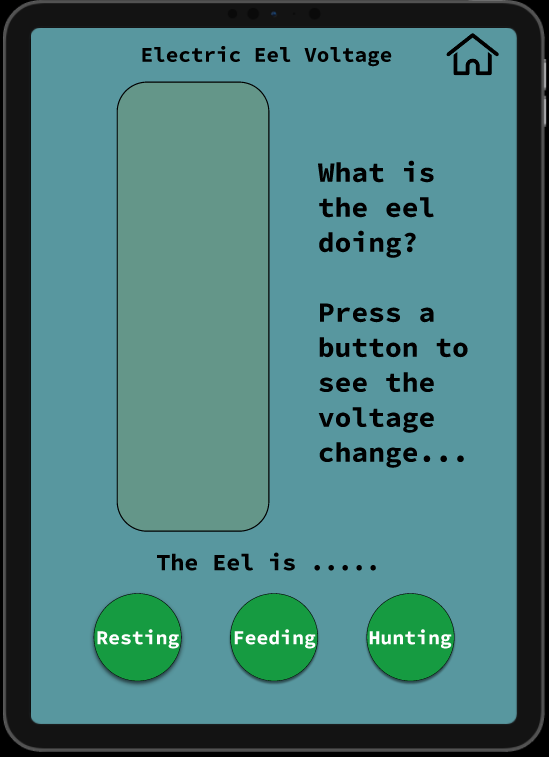 Electric Eel Voltage
What is
the eel
doing?
Press a
button to
see the
voltage
change...
The Eel is .....
Resting Feeding Hunting